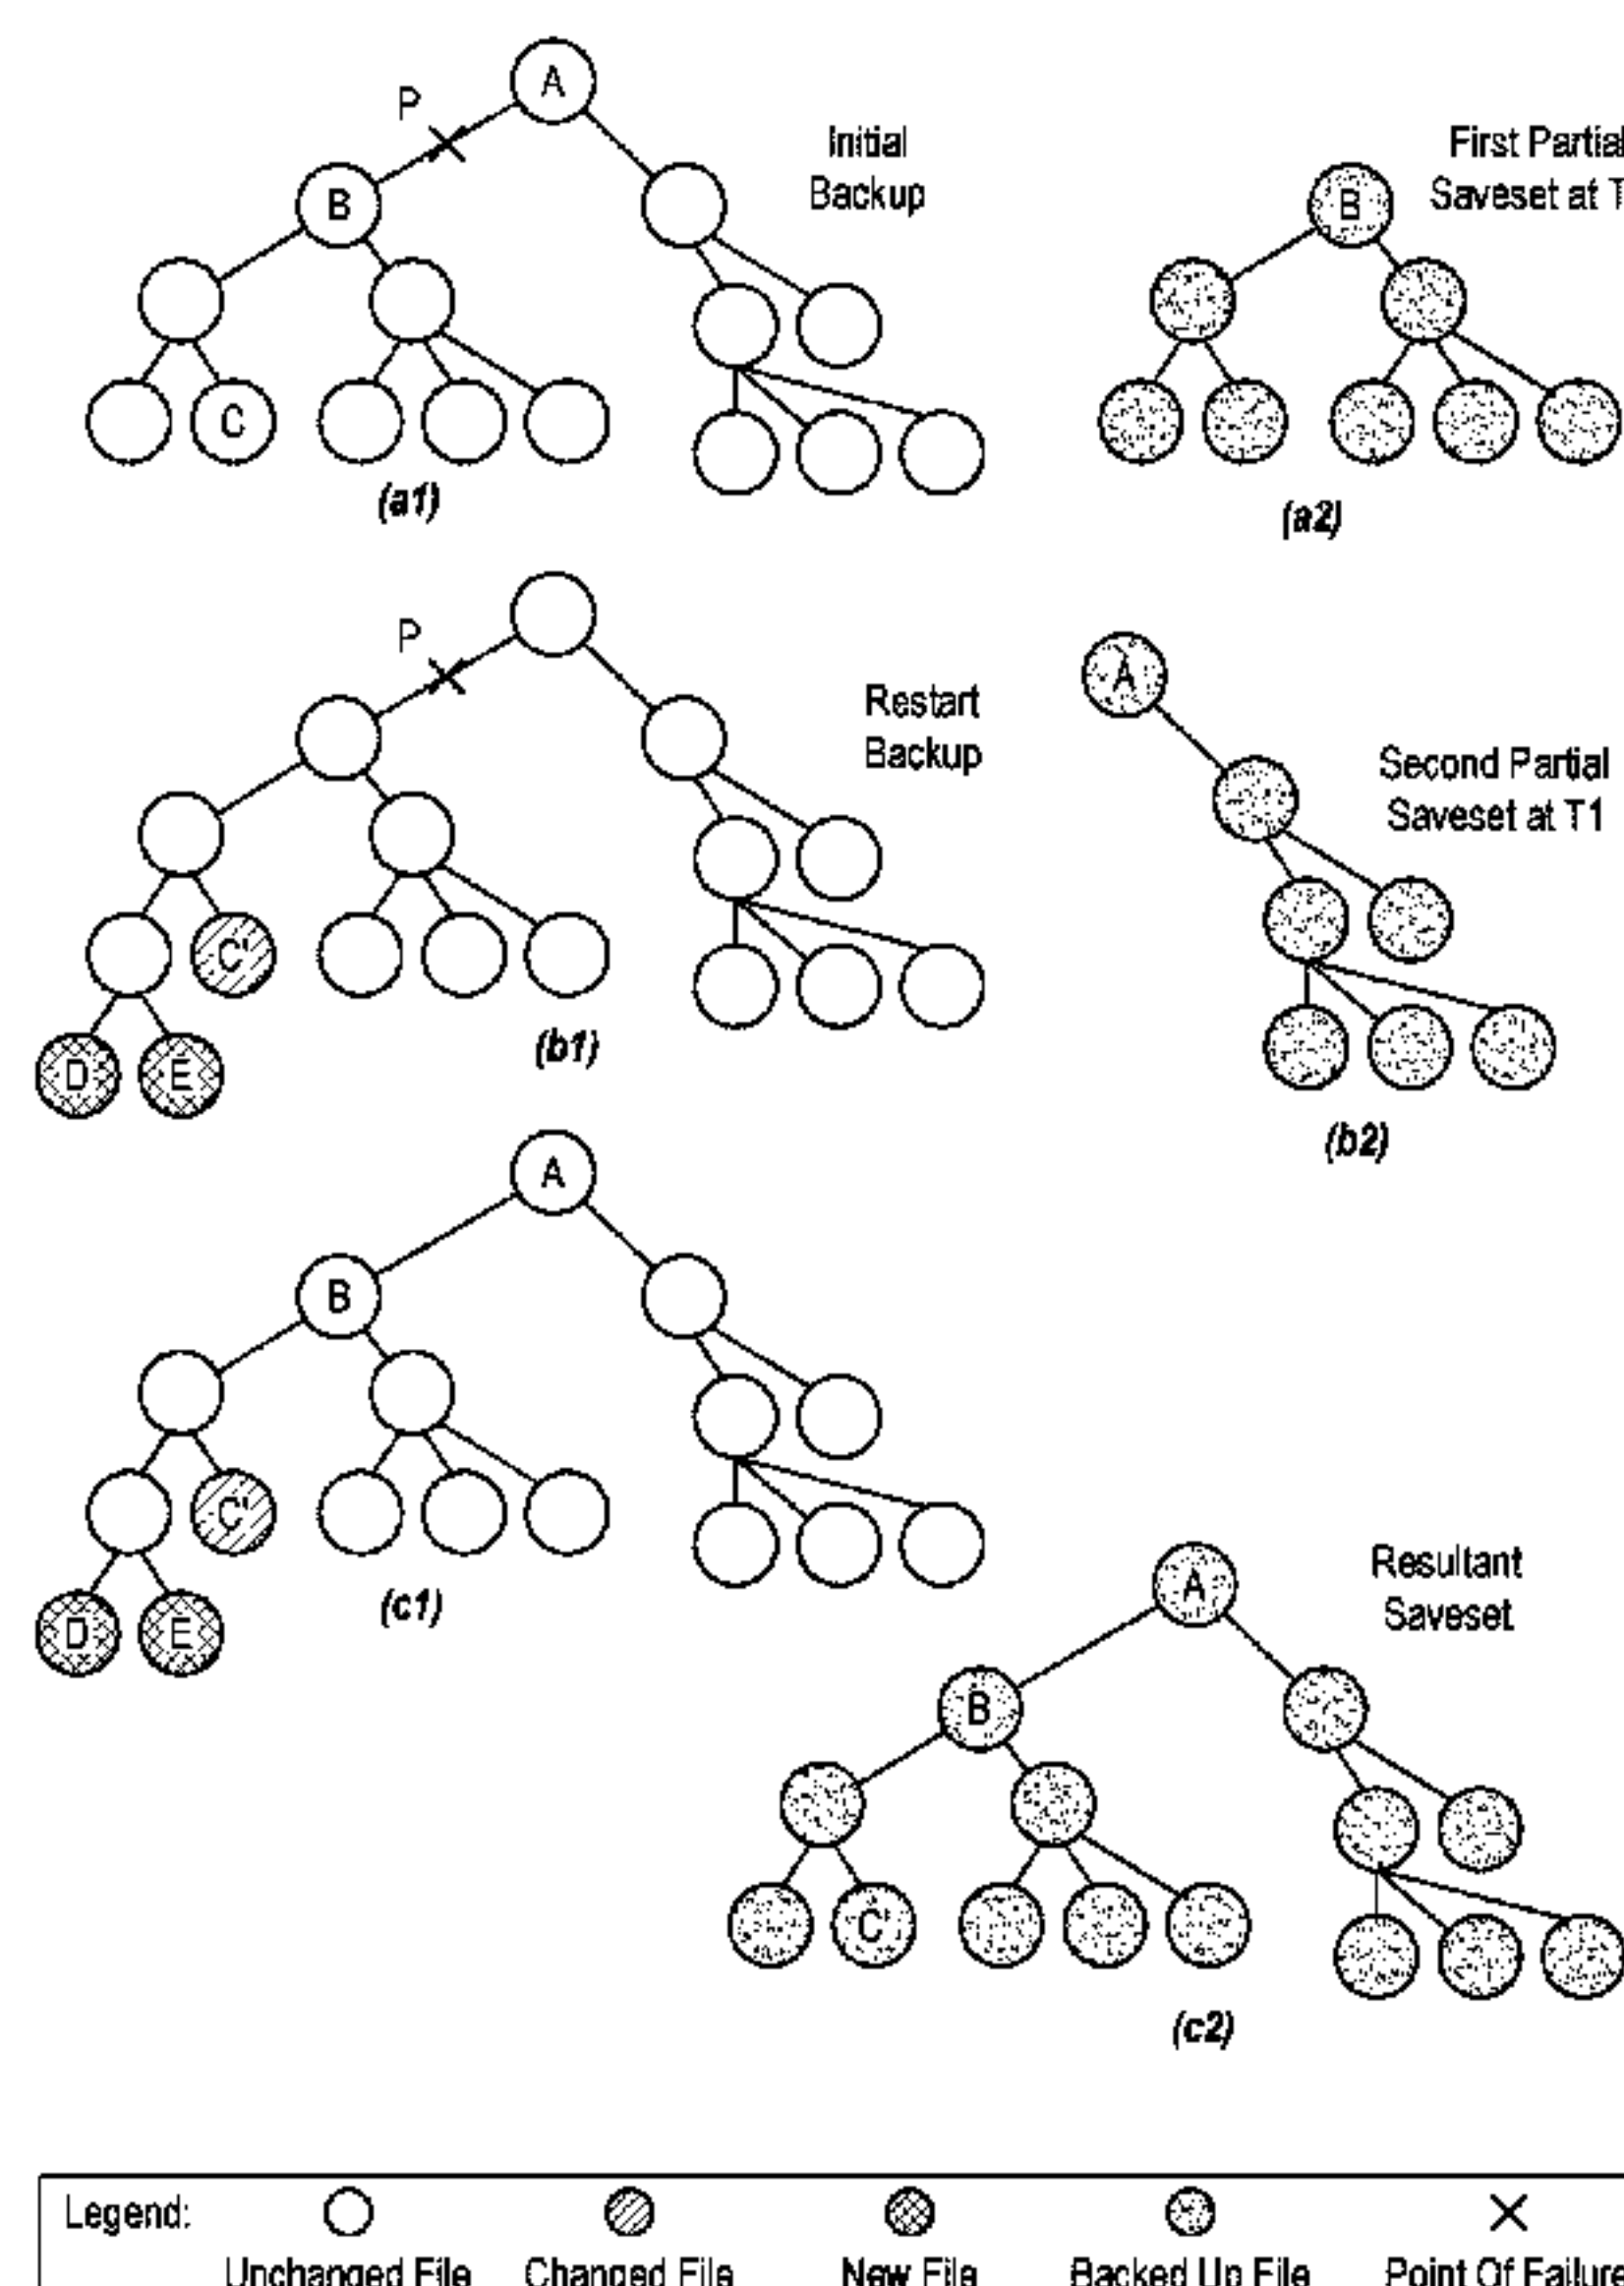 A
P
Initial
Backup
B
C
(a1)
First Partial
Saveset at T
B
(a2)
P
Restart
Backup
C'
D
E
(b1)
A
Second Partial
Saveset at T1
(b2)
A
B
C'
D
E
(c1)
Resultant
Saveset
A
B
C
(c2)
Legend:
Unchanged File
Changed File
New File
Backed Up File
Point Of Failure